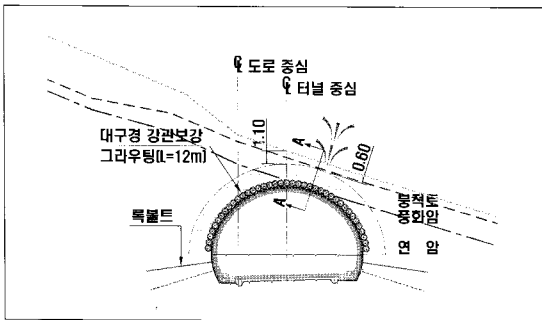 ℄ 도로 중심
℄ 터널 중심
대구경 강관보강
그라우팅(L=12m)
1.10
A
0.60
A
붕적토
풍화암
록볼트
연 암